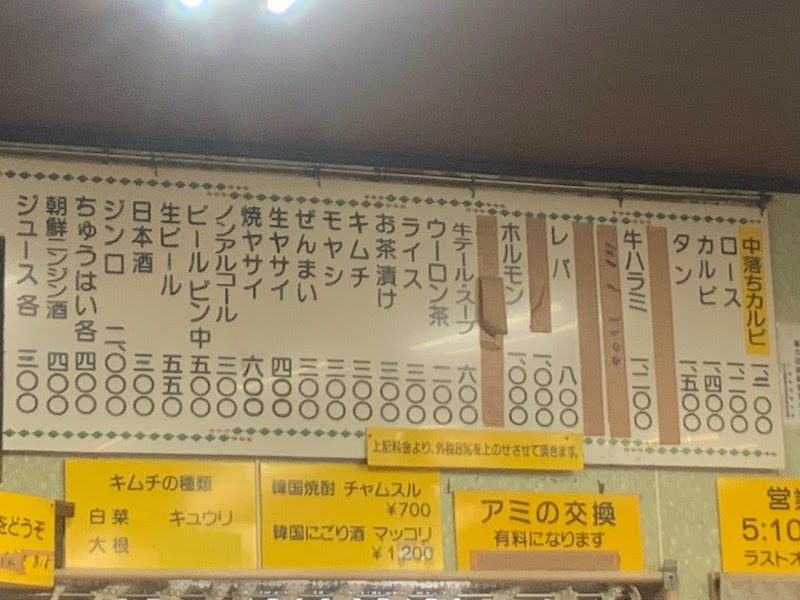 中落ちカルビ
ロース 一、二〇〇
カルビ 一、四〇〇
タン 一、五〇〇
牛ハラミ 一、二〇〇
レバ 八〇〇
一、〇〇〇
ホルモン 一、〇〇〇
牛テールスープ 六〇〇
ウーロン茶 二〇〇
ライス 二〇〇
お茶漬け 三〇〇
キムチ 三〇〇
モヤシ 三〇〇
ぜんまい 三〇〇
生ヤサイ 四〇〇
焼ヤサイ 六〇〇
ノンアルコール 三〇〇
ビールビン中 五〇〇
生ビール 五五〇
日本酒 三〇〇
ジンロ 二、〇〇〇
ちゅうはい各 四〇〇
朝鮮ニンジン酒 四〇〇
ジュース各 三〇〇
上記料金より、外税8%を上のせさせて頂きます。
をどうぞ
キムチの種類
白菜 キュウリ
大根
韓国焼酎 チャムスル
¥700
韓国にごり酒 マッコリ
¥1,200
アミの交換
有料になります
営業
5:10
ラストオ